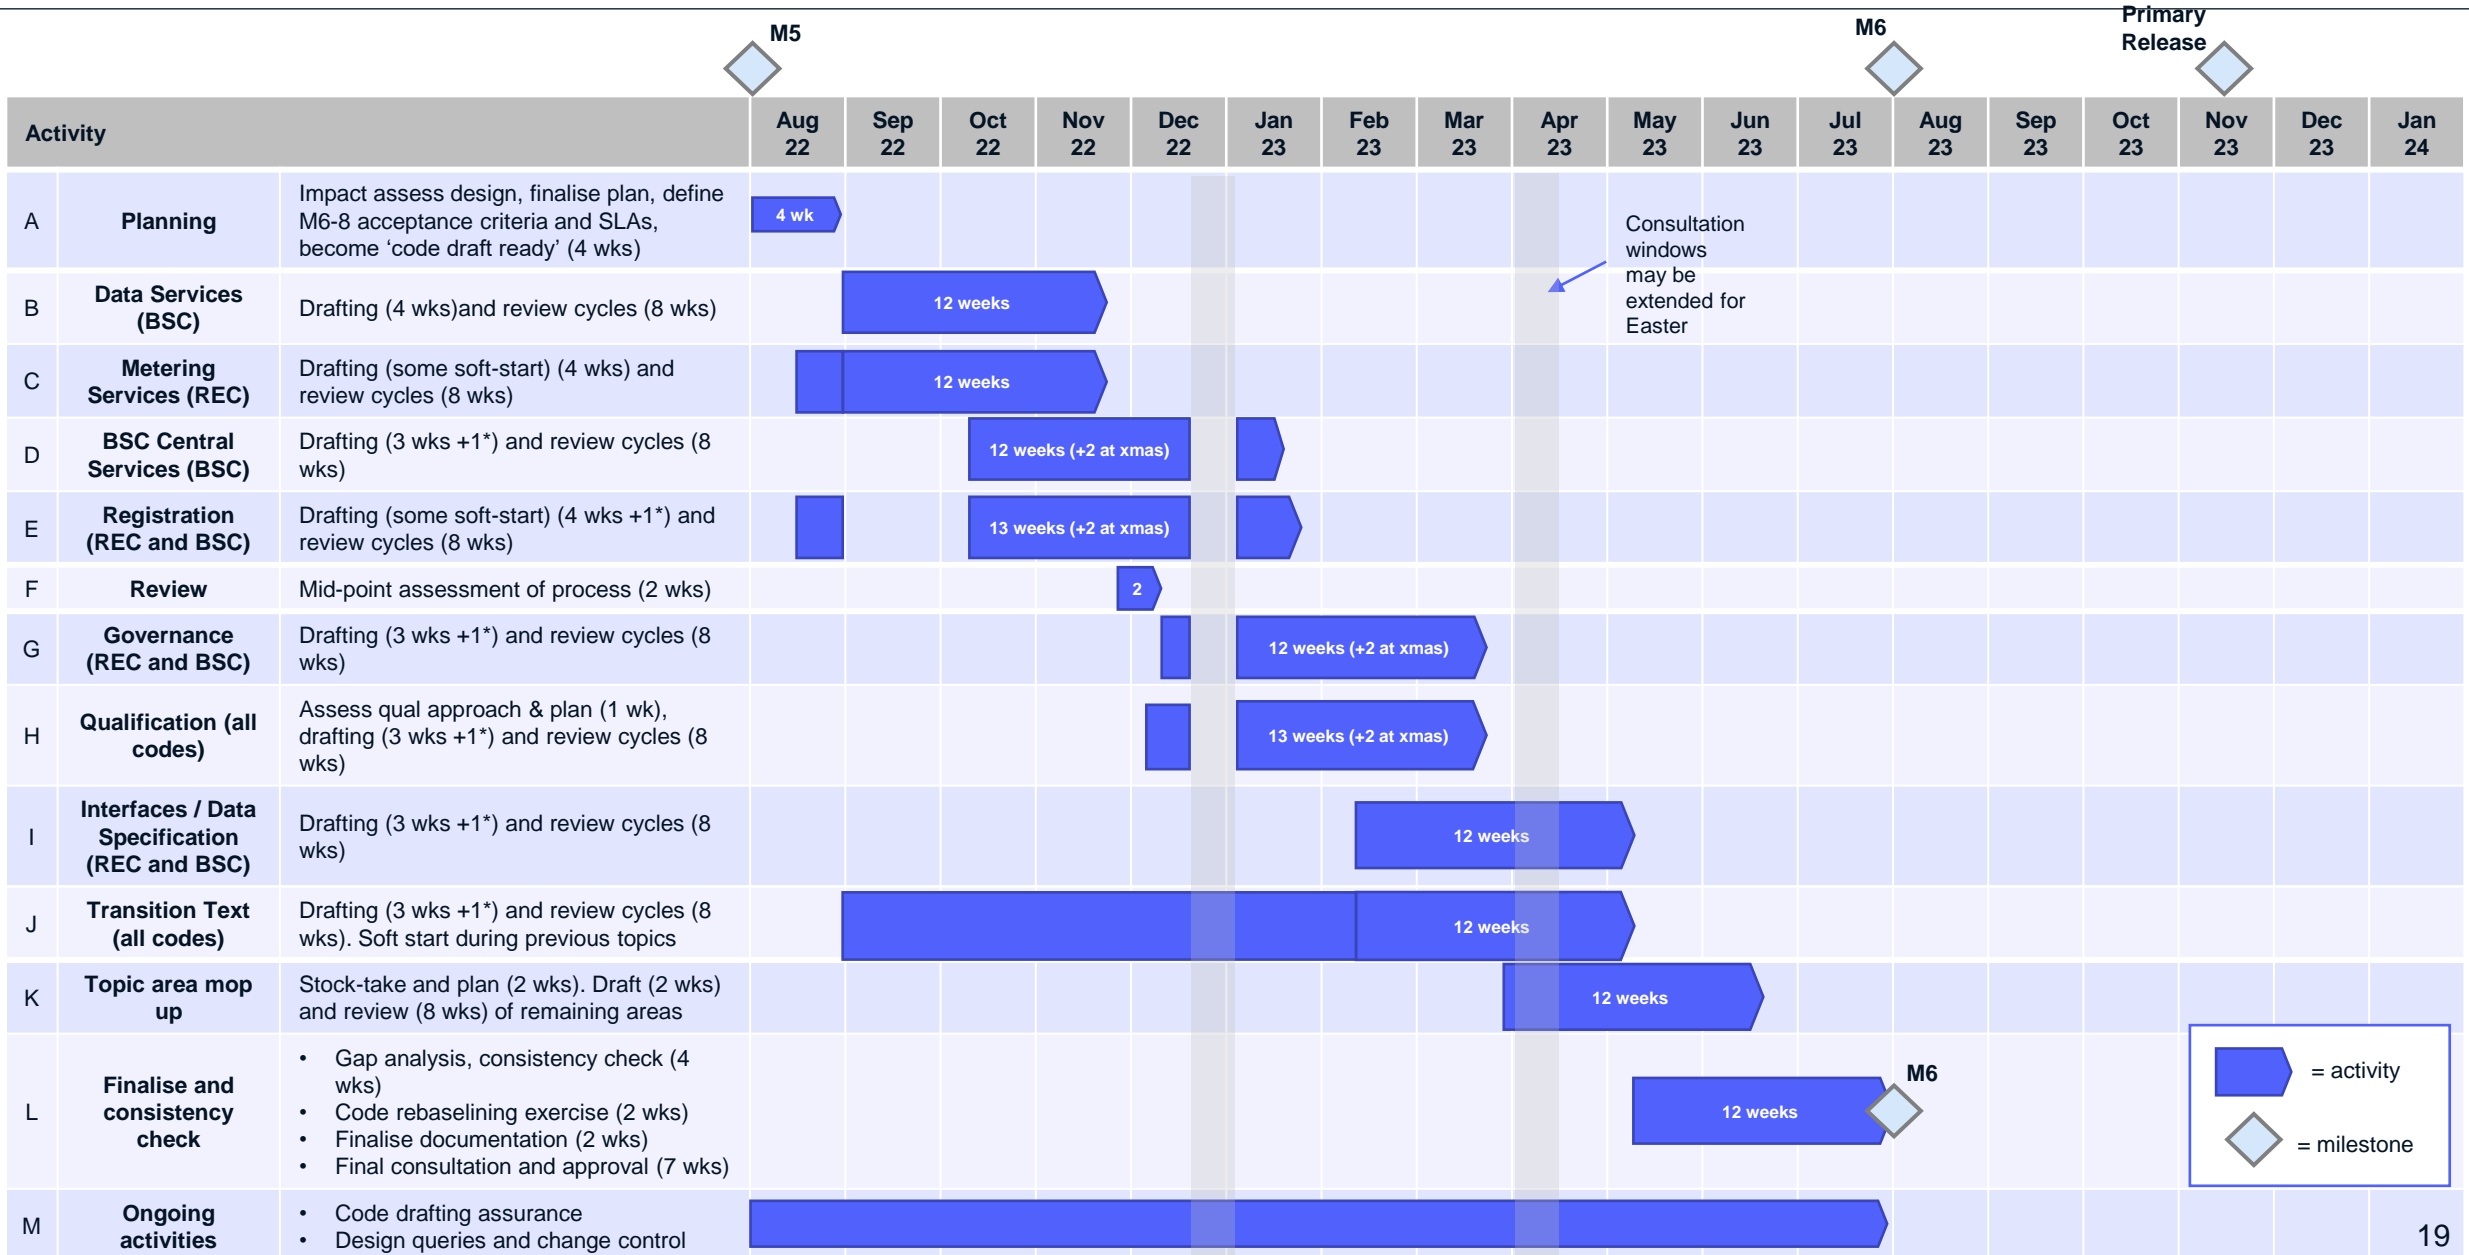 M5
M6
Primary
Release
Activity
Aug
22
Sep
22
Oct
22
Nov
22
Dec
22
Jan
23
Feb
23
Mar
23
Apr
23
May
23
Jun
23
Jul
23
Aug
23
Sep
23
Oct
23
Nov
23
Dec
23
Jan
24
A
Planning
Impact assess design, finalise plan, define
M6-8 acceptance criteria and SLAs,
become ‘code draft ready’ (4 wks)
4 wk
Consultation
windows
may be
extended for
Easter
B
Data Services
(BSC)
Drafting (4 wks)and review cycles (8 wks)
12 weeks
C
Metering
Services (REC)
Drafting (some soft-start) (4 wks) and
review cycles (8 wks)
12 weeks
D
BSC Central
Services (BSC)
Drafting (3 wks +1*) and review cycles (8
wks)
12 weeks (+2 at xmas)
E
Registration
(REC and BSC)
Drafting (some soft-start) (4 wks +1*) and
review cycles (8 wks)
13 weeks (+2 at xmas)
F
Review
Mid-point assessment of process (2 wks)
2
G
Governance
(REC and BSC)
Drafting (3 wks +1*) and review cycles (8
wks)
12 weeks (+2 at xmas)
H
Qualification (all
codes)
Assess qual approach & plan (1 wk),
drafting (3 wks +1*) and review cycles (8
wks)
13 weeks (+2 at xmas)
I
Interfaces / Data
Specification
(REC and BSC)
Drafting (3 wks +1*) and review cycles (8
wks)
12 weeks
J
Transition Text
(all codes)
Drafting (3 wks +1*) and review cycles (8
wks). Soft start during previous topics
12 weeks
K
Topic area mop
up
Stock-take and plan (2 wks). Draft (2 wks)
and review (8 wks) of remaining areas
12 weeks
L
Finalise and
consistency
check
• Gap analysis, consistency check (4
wks)
• Code rebaselining exercise (2 wks)
• Finalise documentation (2 wks)
• Final consultation and approval (7 wks)
12 weeks
M6
= activity
= milestone
M
Ongoing
activities
• Code drafting assurance
• Design queries and change control
19